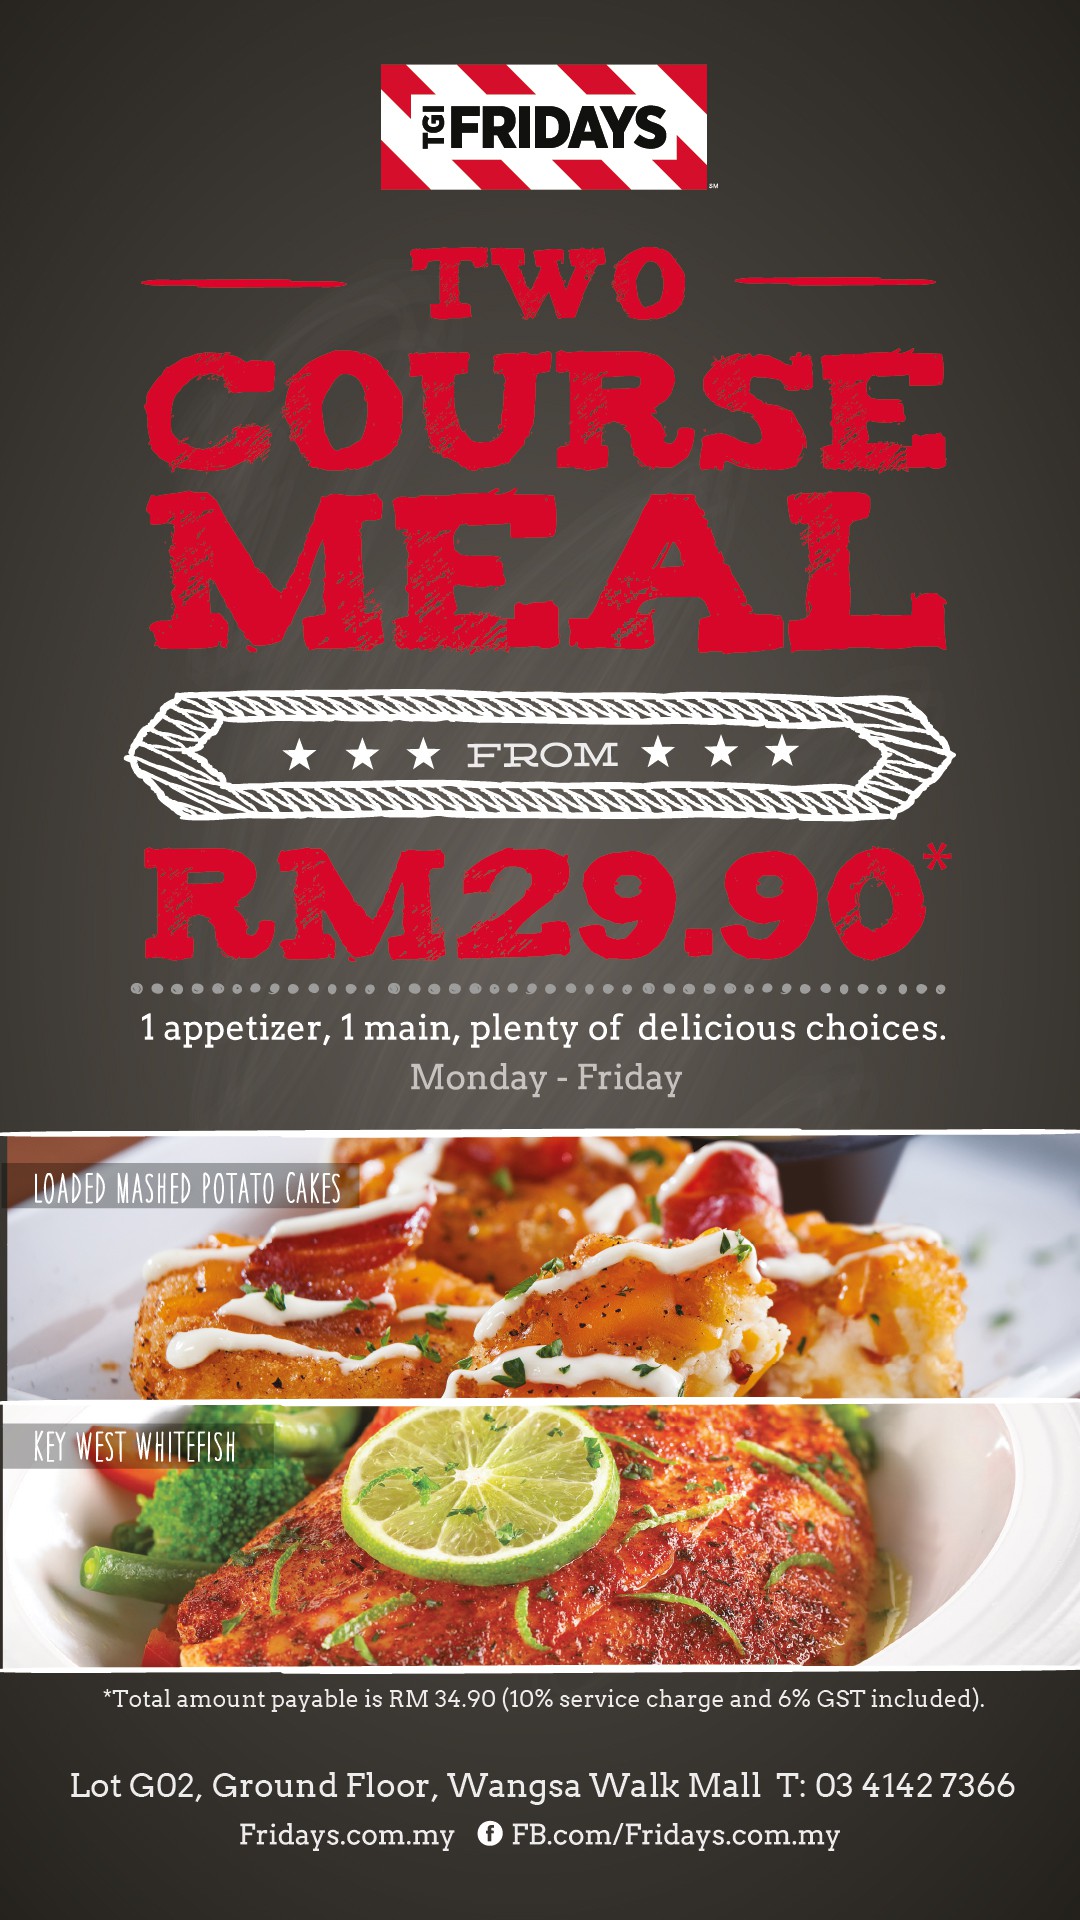 TGI FRIDAYS
SM
TWO
COURSE
MEAL
★ ★ ★ FROM ★ ★ ★
RM29.90*
1 appetizer, 1 main, plenty of delicious choices.
Monday - Friday
LOADED MASHED POTATO CAKES
KEY WEST WHITEFISH
*Total amount payable is RM 34.90 (10% service charge and 6% GST included).
Lot G02, Ground Floor, Wangsa Walk Mall T: 03 4142 7366
Fridays.com.my f FB.com/Fridays.com.my